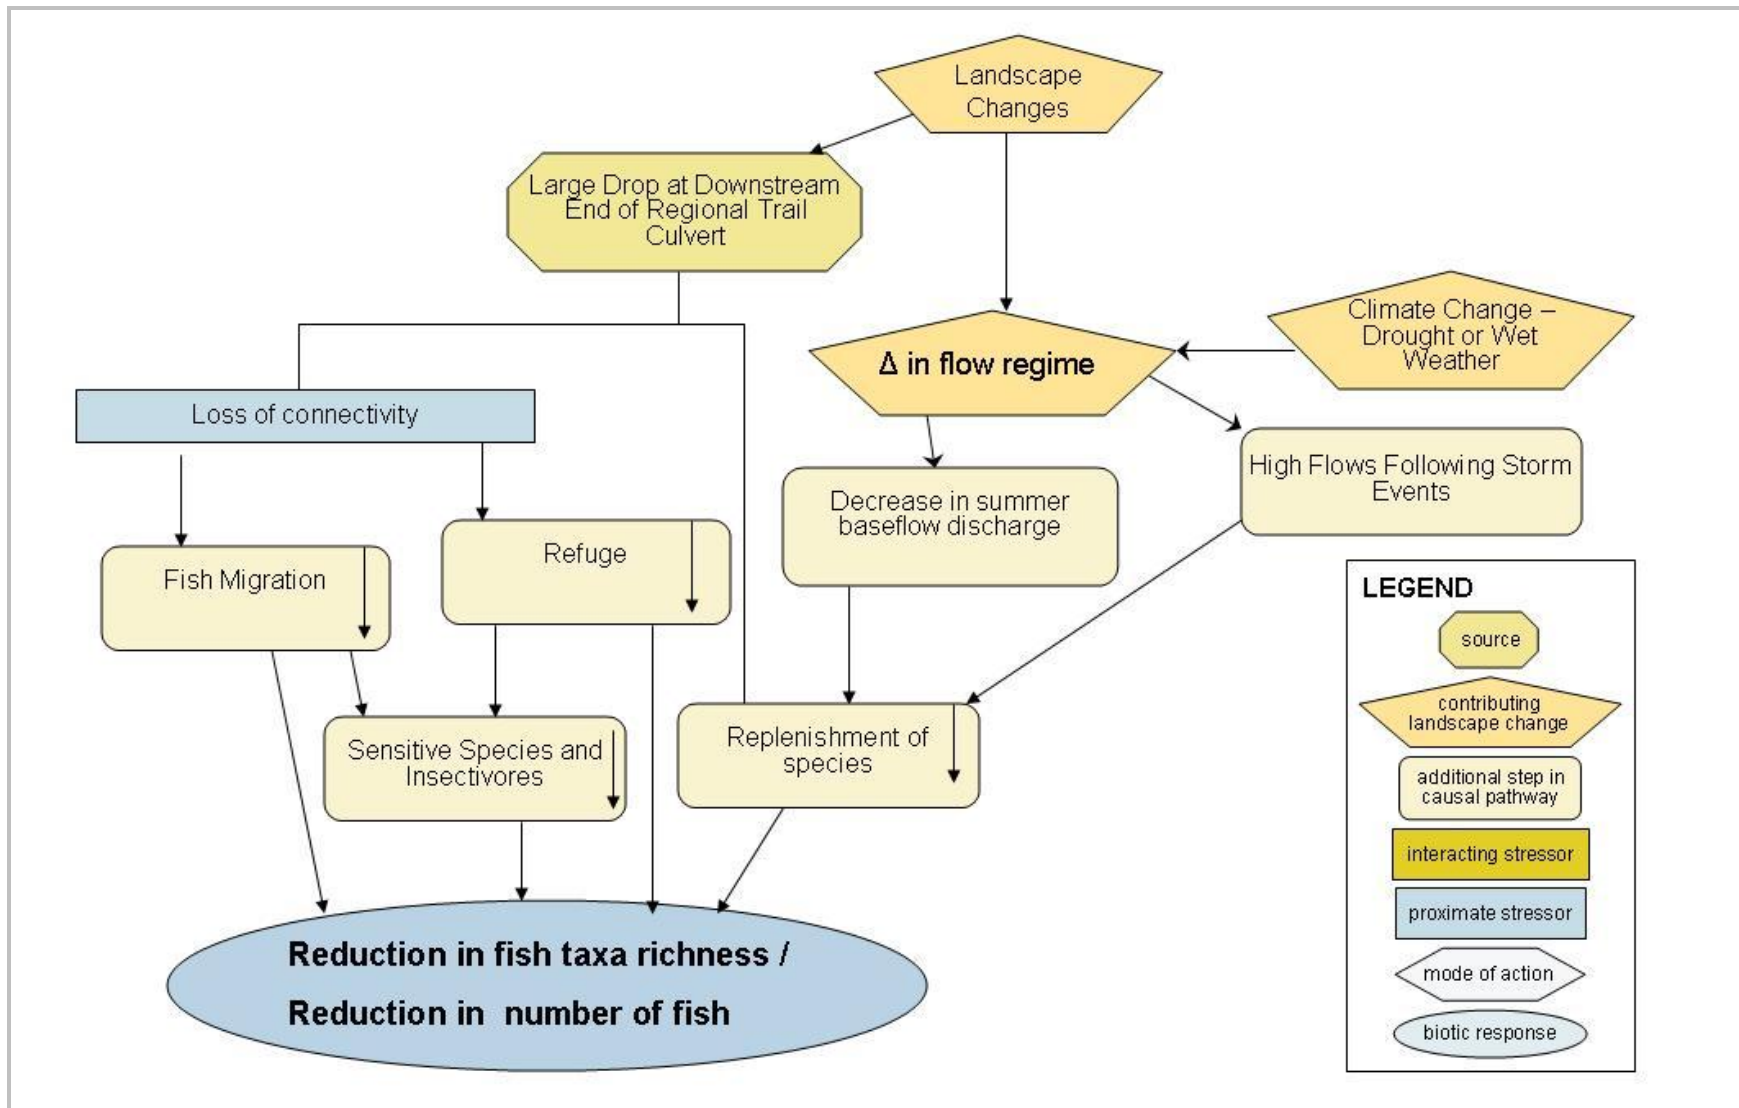 Landscape
Changes
Large Drop at Downstream
End of Regional Trail
Culvert
Climate Change –
Drought or Wet
Weather
Δ in flow regime
Loss of connectivity
High Flows Following Storm
Events
Decrease in summer
baseflow discharge
Refuge
Fish Migration
Sensitive Species and
Insectivores
Replenishment of
species
Reduction in fish taxa richness /
Reduction in number of fish
LEGEND
source
contributing
landscape change
additional step in
causal pathway
interacting stressor
proximate stressor
mode of action
biotic response